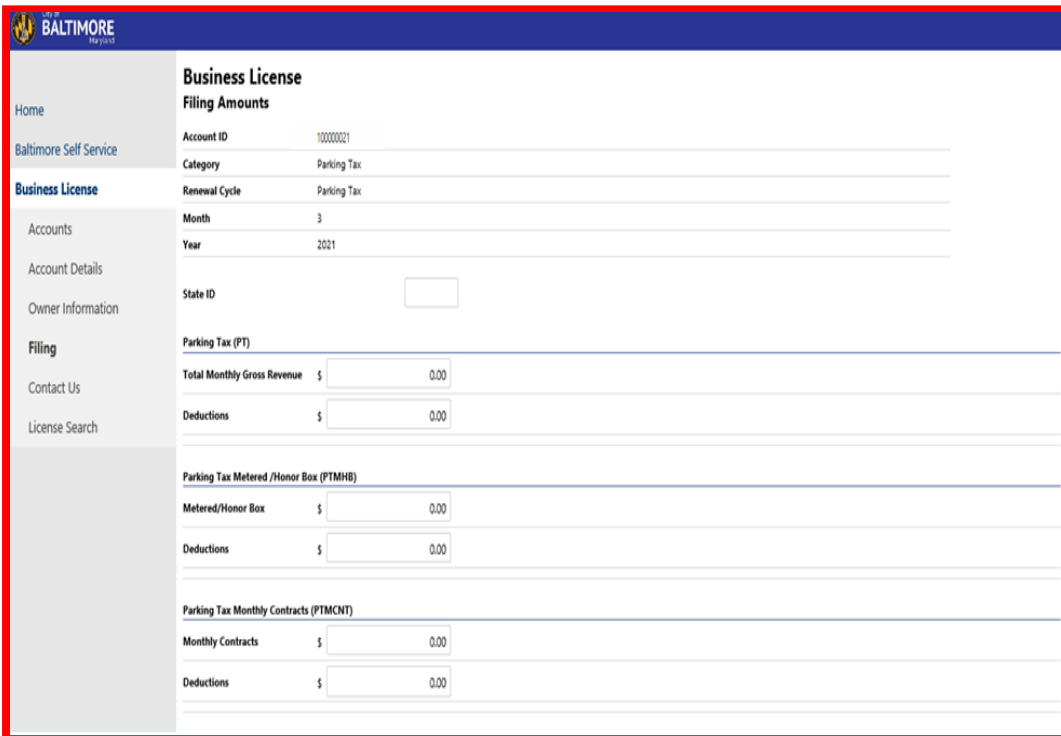 City of
BALTIMORE
Maryland
Home
Baltimore Self Service
Business License
Accounts
Account Details
Owner Information
Filing
Contact Us
License Search
Business License
Filing Amounts
Account ID 10000021
Category Parking Tax
Renewal Cycle Parking Tax
Month 3
Year 2021
State ID
Parking Tax (PT)
Total Monthly Gross Revenue $ 0.00
Deductions $ 0.00
Parking Tax Metered /Honor Box (PTMHB)
Metered/Honor Box $ 0.00
Deductions $ 0.00
Parking Tax Monthly Contracts (PTMCNT)
Monthly Contracts $ 0.00
Deductions $ 0.00